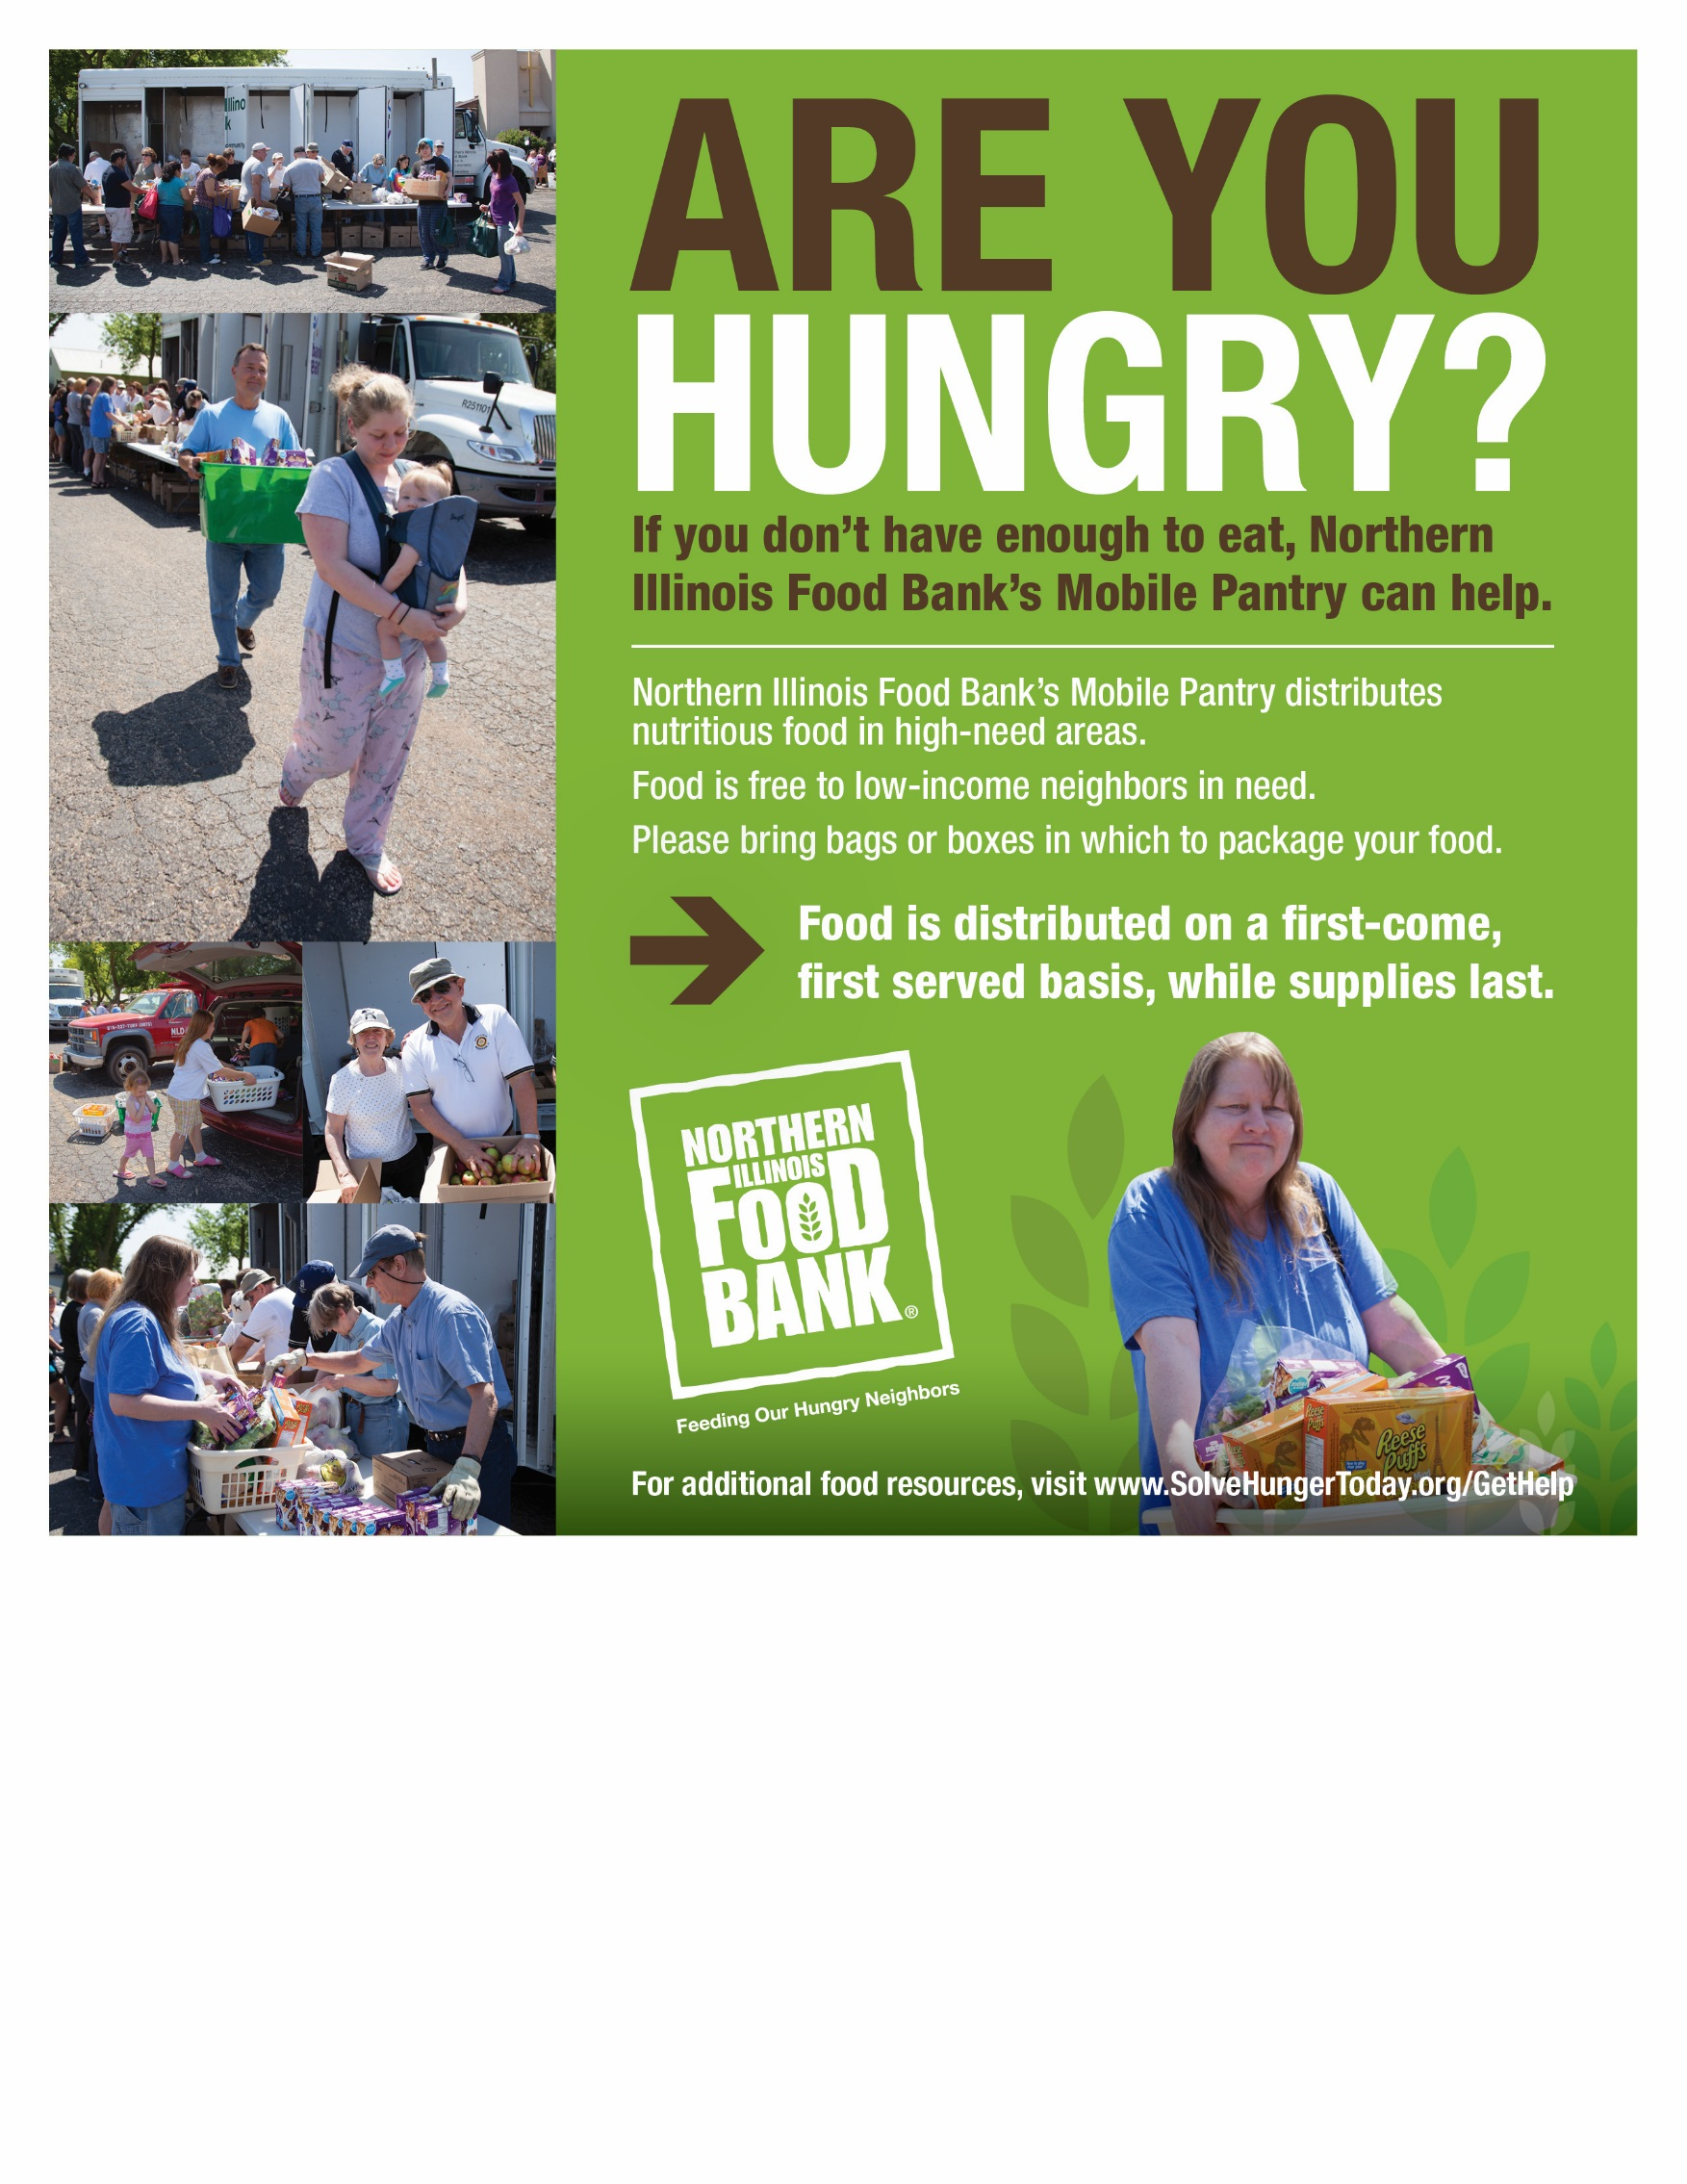 ARE YOU
HUNGRY?
If you don’t have enough to eat, Northern
Illinois Food Bank’s Mobile Pantry can help.
Northern Illinois Food Bank’s Mobile Pantry distributes
nutritious food in high-need areas.
Food is free to low-income neighbors in need.
Please bring bags or boxes in which to package your food.
Food is distributed on a first-come,
first served basis, while supplies last.
NORTHERN
ILLINOIS
FOOD
BANK®
Feeding Our Hungry Neighbors
For additional food resources, visit www.SolveHungerToday.org/GetHelp
Reese
Puffs
Reese
Puffs
R251101
NLD